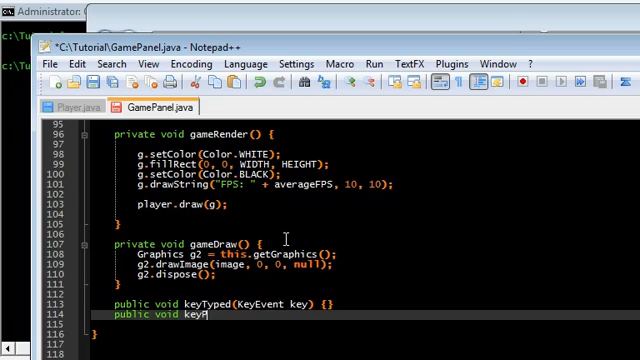 Administrator: C
c:\Tu
*C:\Tutorial\GamePanel.java - Notepad++
File Edit Search View Encoding Language Settings Macro Run TextFX Plugins Window ?
c:\Tu
Player.java GamePanel.java
95
96 private void gameRender() {
97
98 g.setColor(Color.WHITE);
99 g.fillRect(0, 0, WIDTH, HEIGHT);
100 g.setColor(Color.BLACK);
101 g.drawString("FPS: " + averageFPS, 10, 10);
102
103 player.draw(g);
104
105 }
106
107 private void gameDraw() {
108 Graphics g2 = this.getGraphics();
109 g2.drawImage(image, 0, 0, null);
110 g2.dispose();
111 }
112
113 public void keyTyped(KeyEvent key) {}
114 public void keyP
115
116 }
117
118